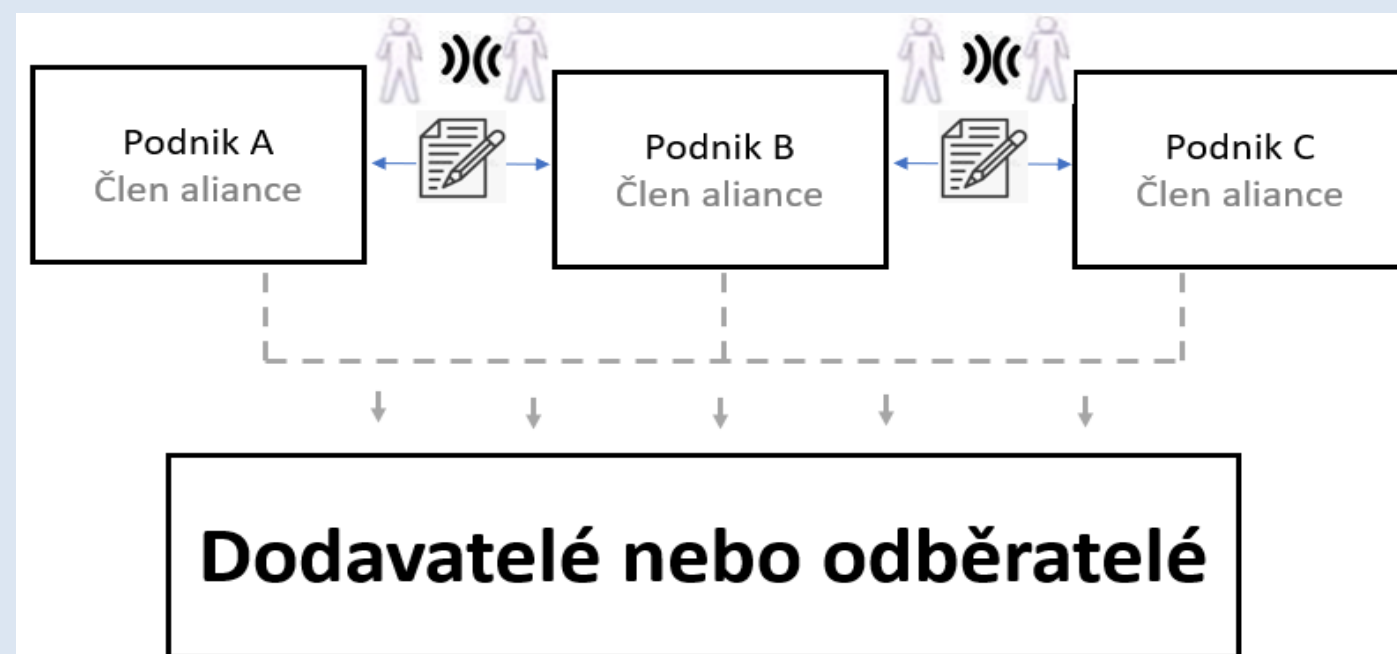 Podnik A
Člen aliance
Podnik B
Člen aliance
Podnik C
Člen aliance
Dodavatelé nebo odběratelé